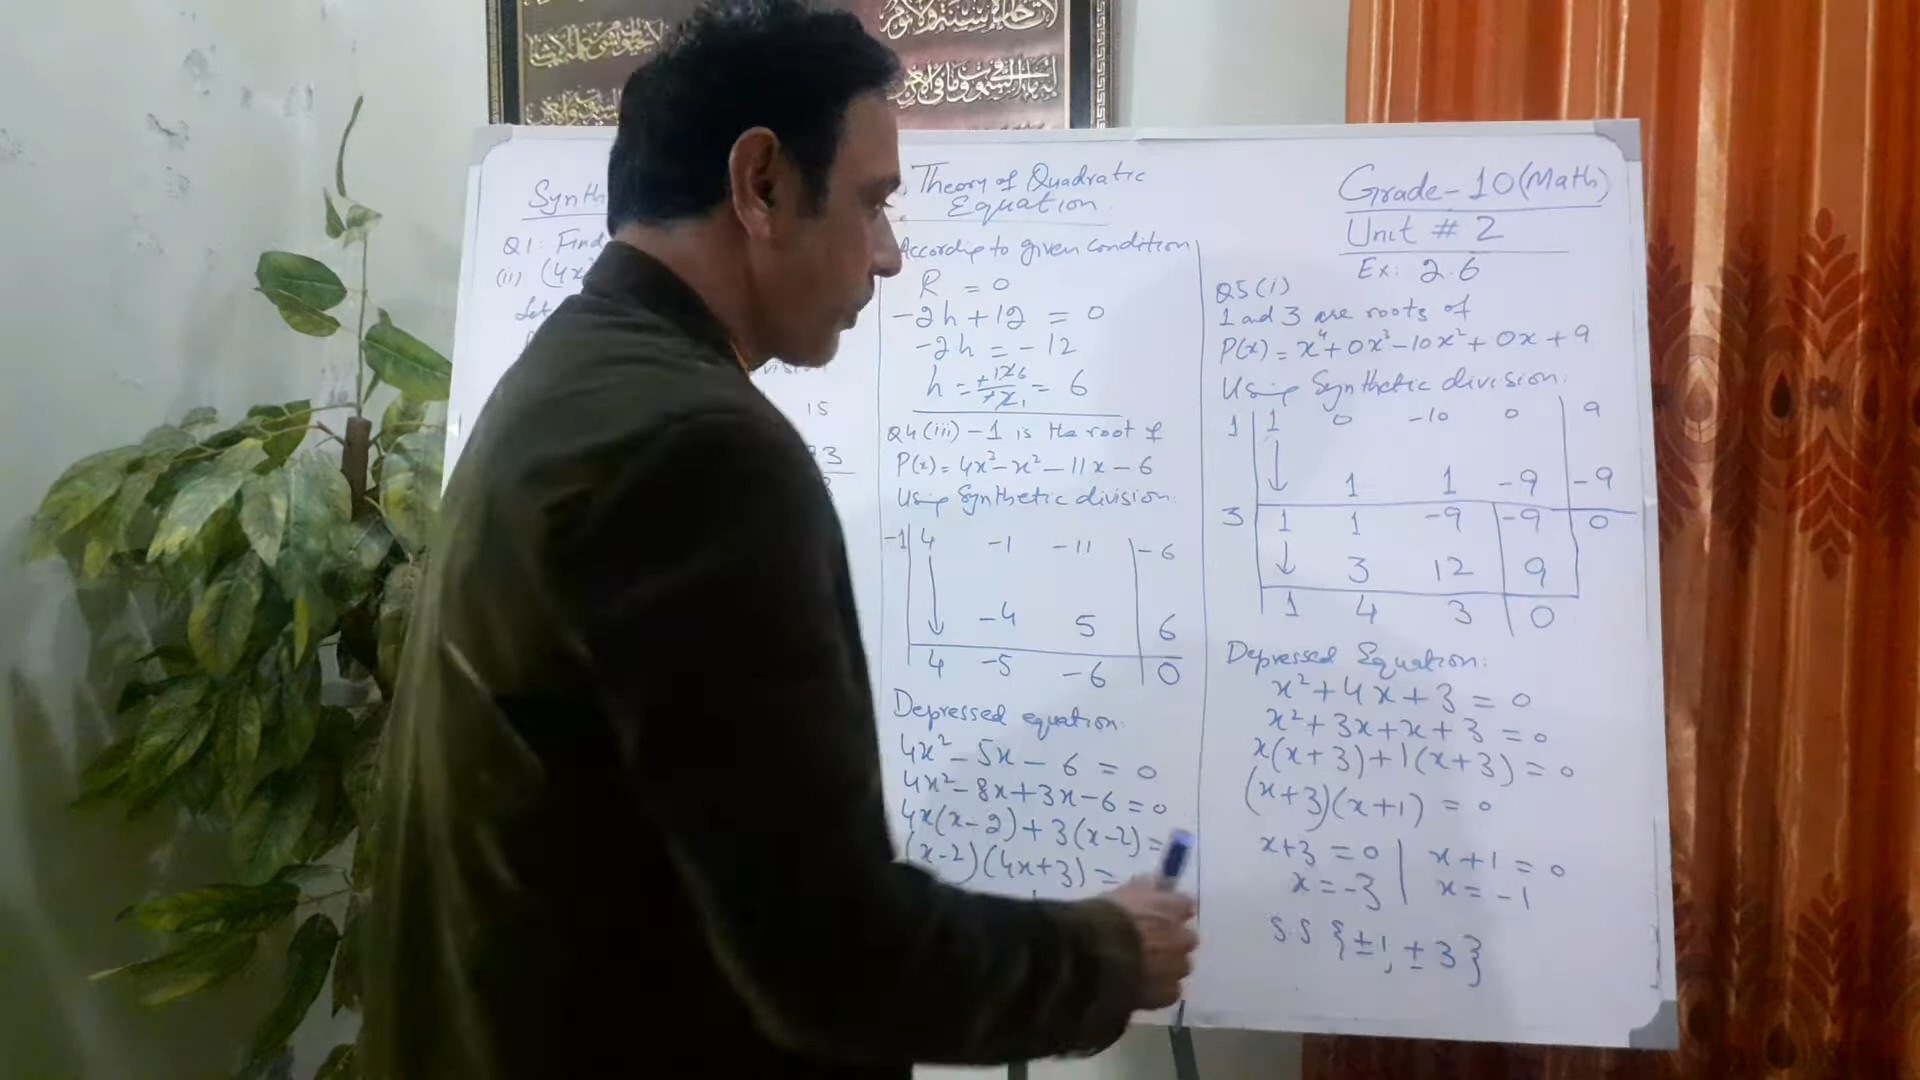 Theory of Quadratic
Equation
Grade-10(Math)
Unit # 2
Ex: 2.6
Q1: Find
(ii) (4x
Let
15
According to given condition
R = 0
-2h+12 = 0
-2h = -12
h = = 6
Q4(iii) -1 is the root of
P(x) = 4x³-x²-11x-6
Using Synthetic division:
-1 4 -1 -11 -6
-4 5 6
4 -5 -6 0
Depressed equation:
4x² - 5x - 6 = 0
4x²-8x+3x-6=0
4x(x-2)+3(x-2)=
(x-2)(4x+3)=
Q5(i)
1 and 3 are roots of
P(x) = x⁴+0x³-10x²+0x+9
Using Synthetic division:
1 1 0 -10 0 9
1 1 -9 -9
3 1 1 -9 -9 0
3 12 9
1 4 3 0
Depressed Equation:
x²+4x+3 = 0
x²+3x+x+3=0
x(x+3)+1(x+3)=0
(x+3)(x+1) = 0
x+3=0 | x+1=0
x=-3 | x=-1
S.S {±1, ±3}